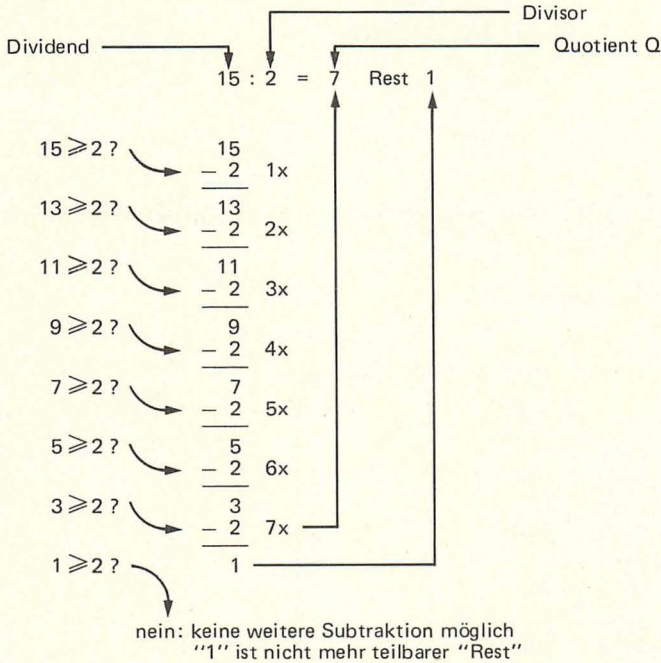 Divisor
Dividend
Quotient Q
15 : 2 = 7 Rest 1
15 ⩾ 2 ?
15
− 2 1x
13 ⩾ 2 ?
13
− 2 2x
11 ⩾ 2 ?
11
− 2 3x
9 ⩾ 2 ?
9
− 2 4x
7 ⩾ 2 ?
7
− 2 5x
5 ⩾ 2 ?
5
− 2 6x
3 ⩾ 2 ?
3
− 2 7x
1 ⩾ 2 ?
1
nein: keine weitere Subtraktion möglich
"1" ist nicht mehr teilbarer "Rest"